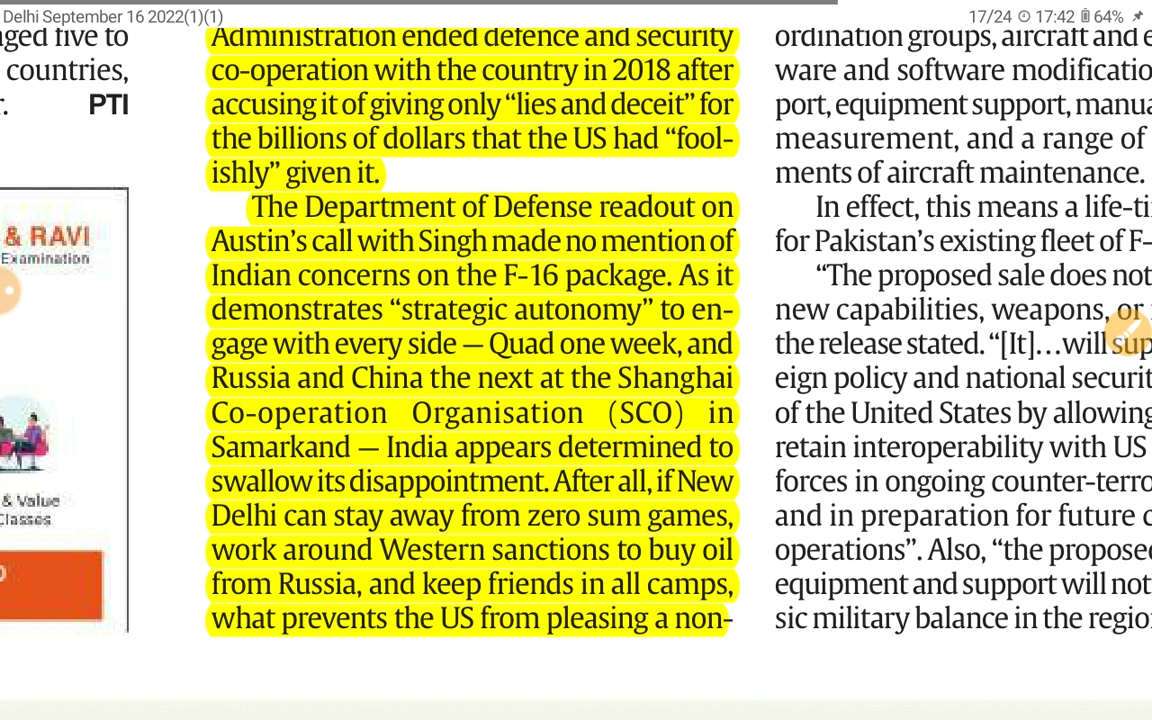 Delhi September 16 2022(1)(1)
17/24 17:42 64%
aged five to
countries,
r. PTI
& RAVI
Examination
& Value
Classes
Administration ended defence and security
co-operation with the country in 2018 after
accusing it of giving only “lies and deceit” for
the billions of dollars that the US had “fool-
ishly” given it.
The Department of Defense readout on
Austin’s call with Singh made no mention of
Indian concerns on the F-16 package. As it
demonstrates “strategic autonomy” to en-
gage with every side — Quad one week, and
Russia and China the next at the Shanghai
Co-operation Organisation (SCO) in
Samarkand — India appears determined to
swallow its disappointment. After all, if New
Delhi can stay away from zero sum games,
work around Western sanctions to buy oil
from Russia, and keep friends in all camps,
what prevents the US from pleasing a non-
ordination groups, aircraft and e
ware and software modificatio
port, equipment support, manua
measurement, and a range of
ments of aircraft maintenance.
In effect, this means a life-ti
for Pakistan’s existing fleet of F-
“The proposed sale does not
new capabilities, weapons, or
the release stated. “[It]...will sup
eign policy and national securit
of the United States by allowing
retain interoperability with US
forces in ongoing counter-terro
and in preparation for future c
operations”. Also, “the propose
equipment and support will not
sic military balance in the regio